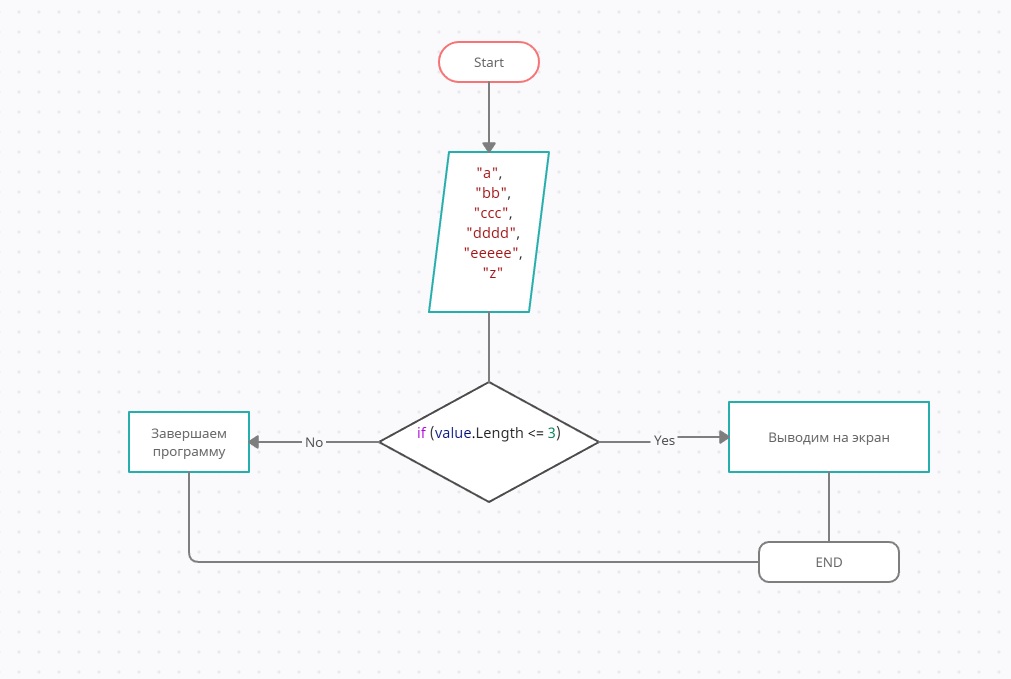 Start
"a",
"bb",
"ccc",
"dddd",
"eeeee",
"z"
if (value.Length <= 3)
No
Yes
Завершаем
программу
Выводим на экран
END